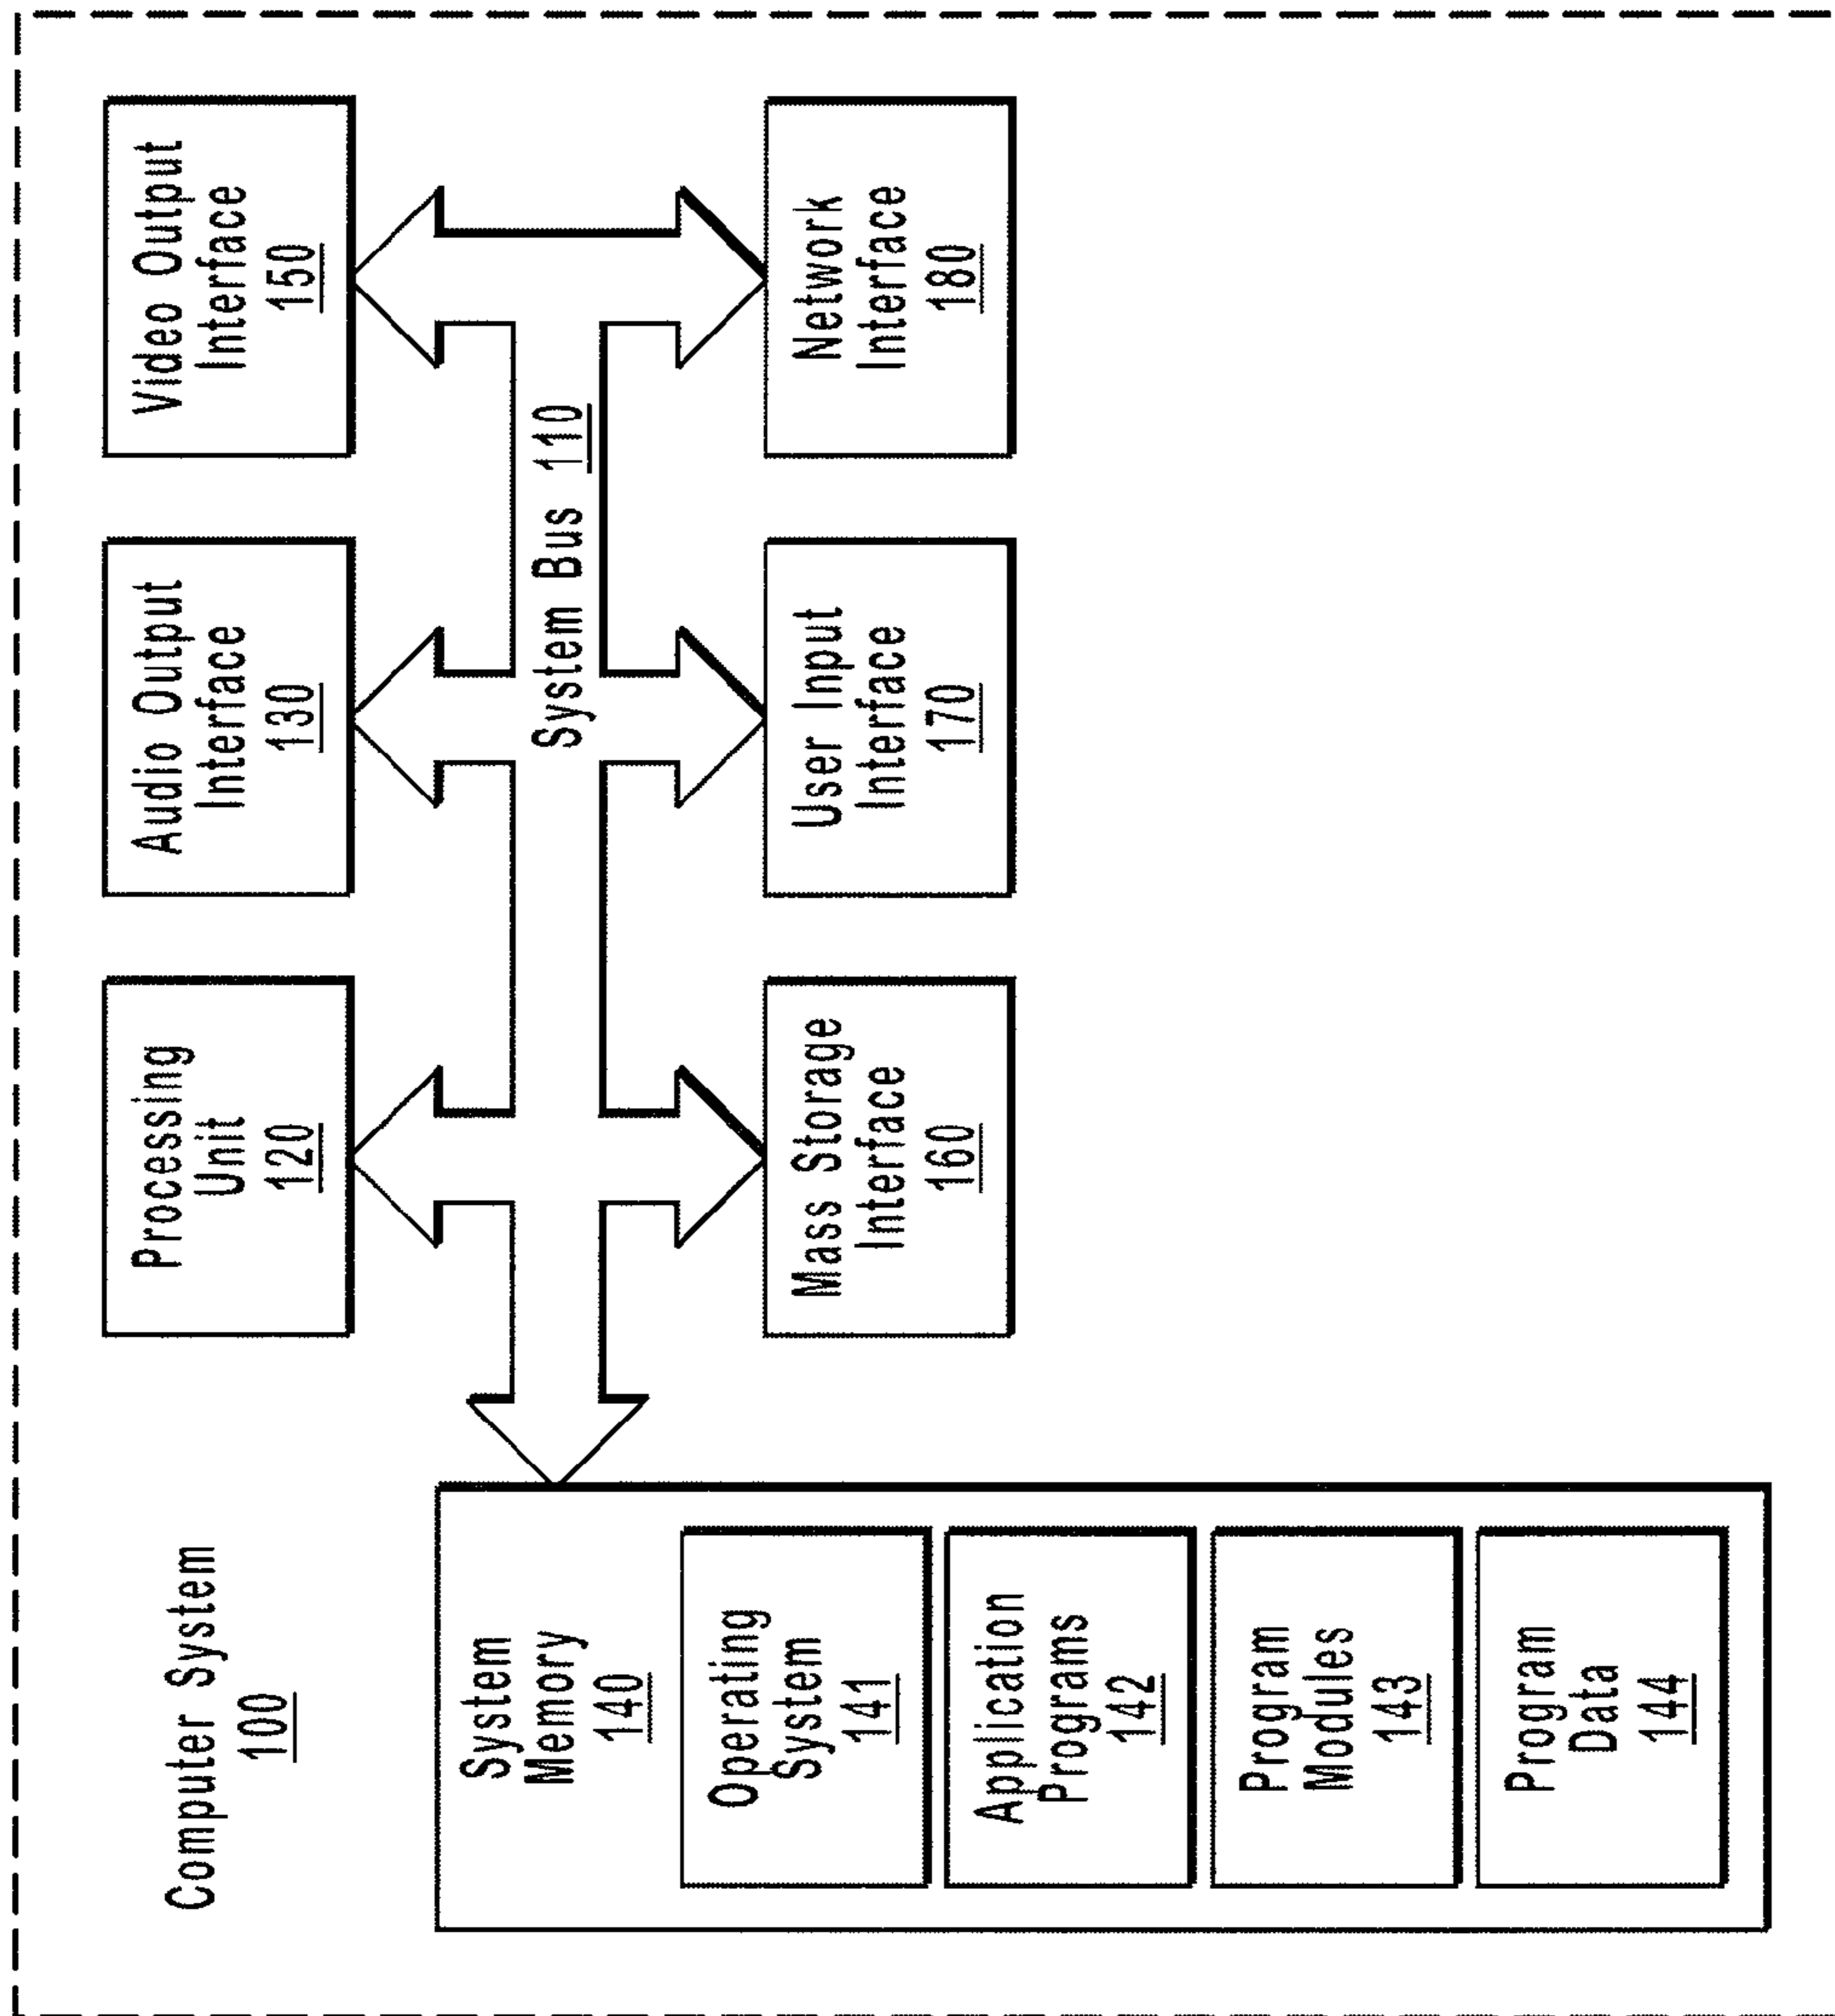 Computer System
100
System
Memory
140
Operating
System
141
Application
Programs
142
Program
Modules
143
Program
Data
144
Processing
Unit
120
Audio Output
Interface
130
Video Output
Interface
150
System Bus 110
Mass Storage
Interface
160
User Input
Interface
170
Network
Interface
180